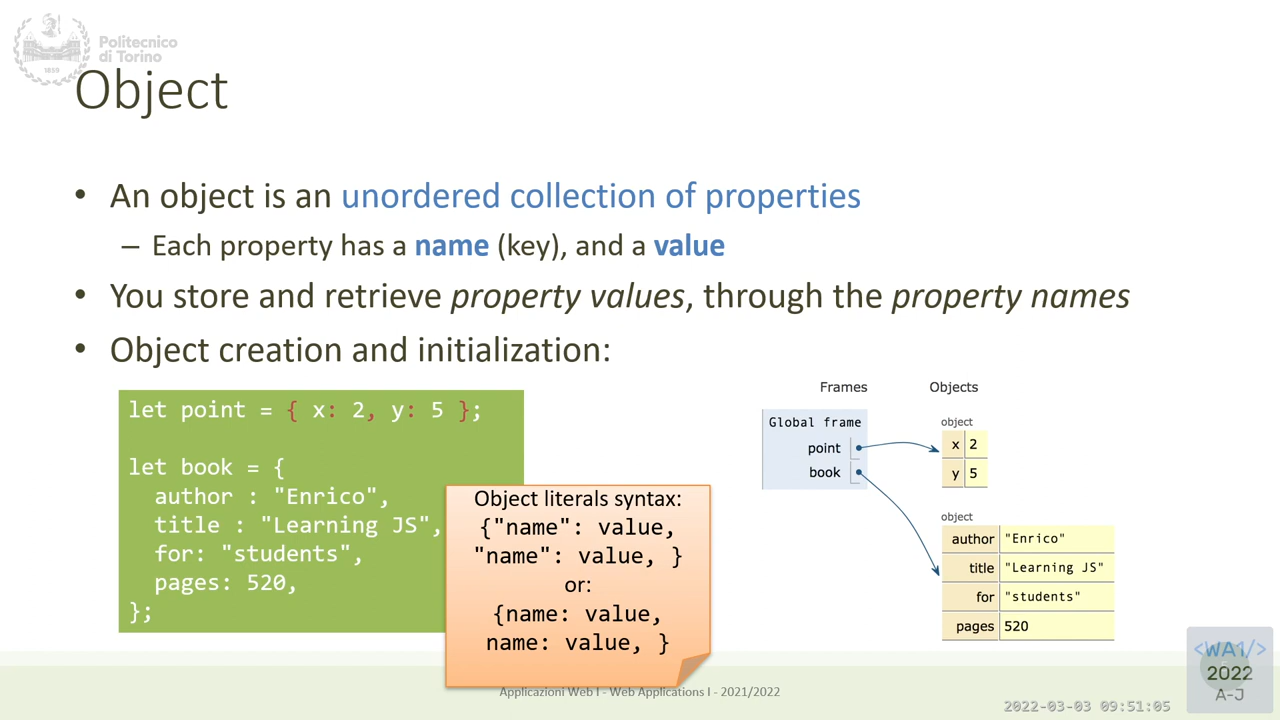 Politecnico
di Torino
1859
Object
• An object is an unordered collection of properties
– Each property has a name (key), and a value
• You store and retrieve property values, through the property names
• Object creation and initialization:
let point = { x: 2, y: 5 };
let book = {
author : "Enrico",
title : "Learning JS",
for: "students",
pages: 520,
};
Object literals syntax:
{"name": value,
"name": value, }
or:
{name: value,
name: value, }
Frames
Objects
Global frame
point
book
object
x 2
y 5
object
author "Enrico"
title "Learning JS"
for "students"
pages 520
Applicazioni Web I - Web Applications I - 2021/2022
<WA1/>
2022
A-J
2022-03-03 09:51:05